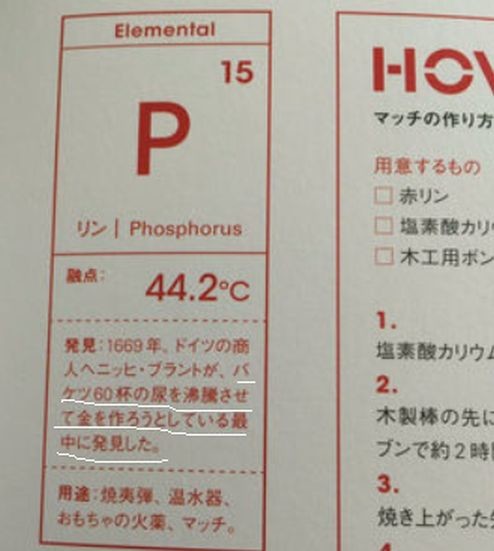 Elemental
15
P
リン | Phosphorus
融点:
44.2℃
発見:1669年。ドイツの商
人ヘニッヒ・ブラントが、バ
ケツ60杯の尿を沸騰させ
て金を作ろうとしている最
中に発見した。
用途:焼夷弾、温水器、
おもちゃの火薬、マッチ。
HOW
マッチの作り方
用意するもの
□ 赤リン
□ 塩素酸カリ
□ 木工用ボン
1.
塩素酸カリウム
2.
木製棒の先に
ブンで約2時
3.
焼き上がった